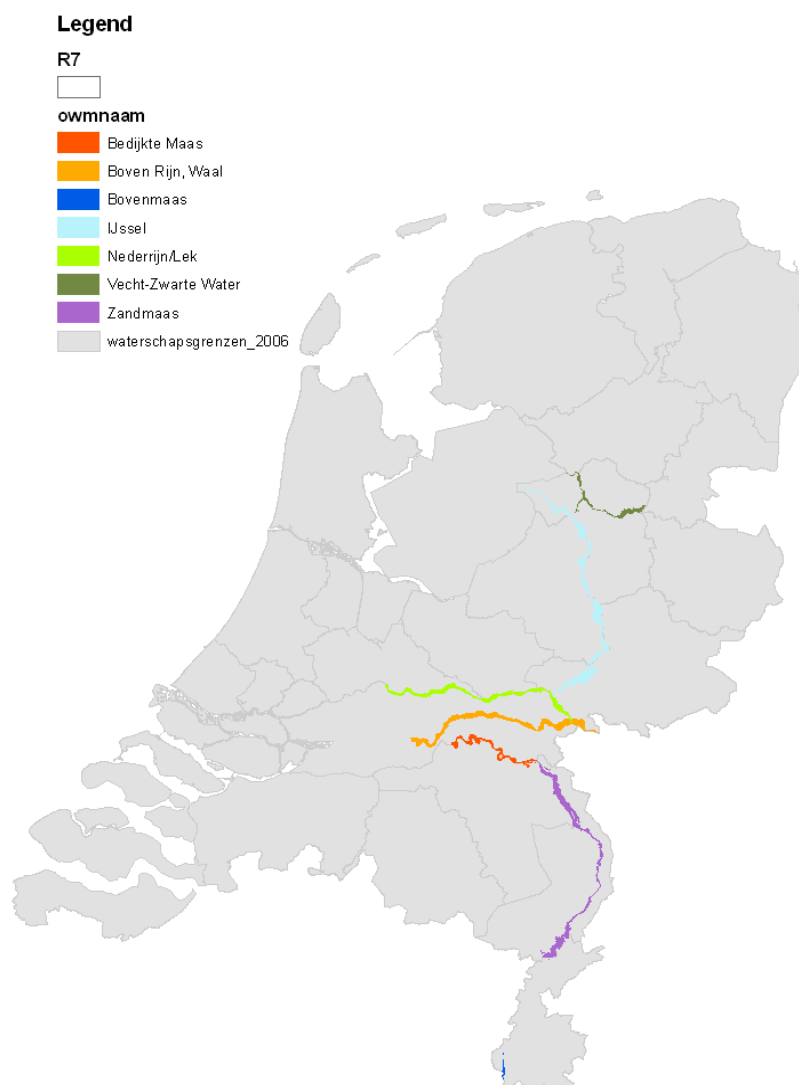 Legend
R7
owmnaam
Bedijkte Maas
Boven Rijn, Waal
Bovenmaas
IJssel
Nederrijn/Lek
Vecht-Zwarte Water
Zandmaas
waterschapsgrenzen_2006